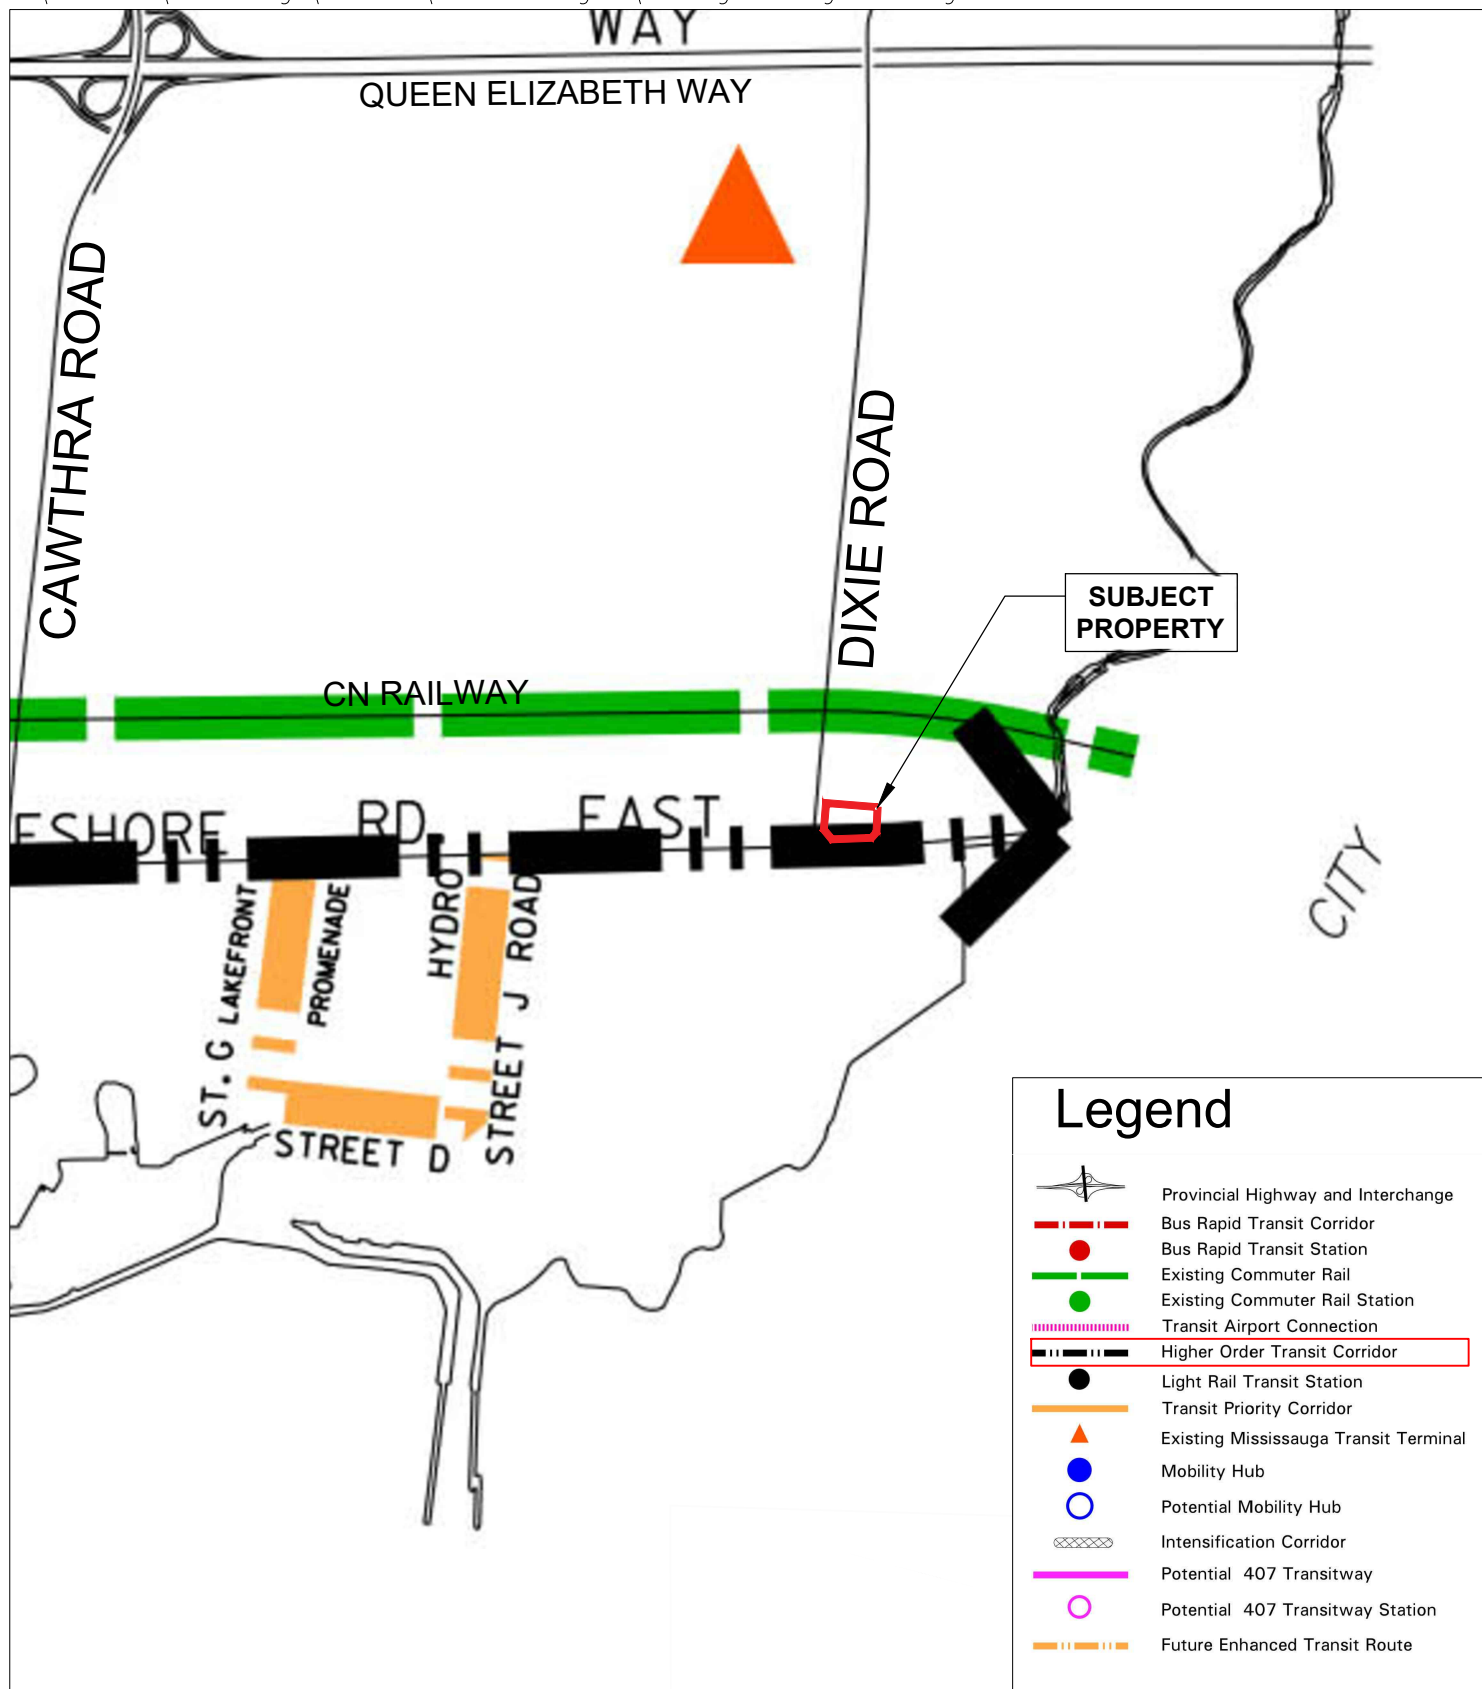 WAY
QUEEN ELIZABETH WAY
CAWTHRA ROAD
DIXIE ROAD
SUBJECT
PROPERTY
CN RAILWAY
ESHORE RD. EAST
LAKEFRONT
PROMENADE
HYDRO
ROAD
ST. G
STREET J
STREET D
CITY
Legend
Provincial Highway and Interchange
Bus Rapid Transit Corridor
Bus Rapid Transit Station
Existing Commuter Rail
Existing Commuter Rail Station
Transit Airport Connection
Higher Order Transit Corridor
Light Rail Transit Station
Transit Priority Corridor
Existing Mississauga Transit Terminal
Mobility Hub
Potential Mobility Hub
Intensification Corridor
Potential 407 Transitway
Potential 407 Transitway Station
Future Enhanced Transit Route